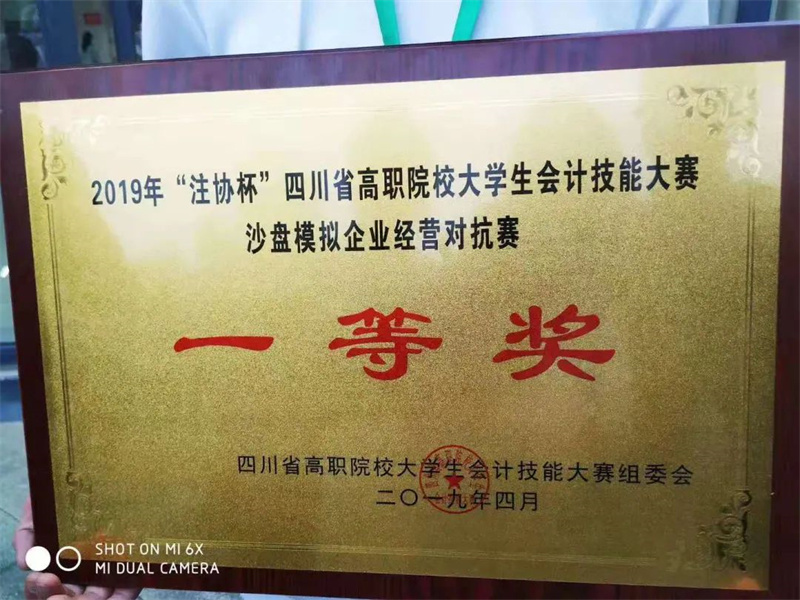 2019年“注协杯”四川省高职院校大学生会计技能大赛
沙盘模拟企业经营对抗赛
一等奖
四川省高职院校大学生会计技能大赛组委会
二〇一九年四月
SHOT ON MI 6X
MI DUAL CAMERA